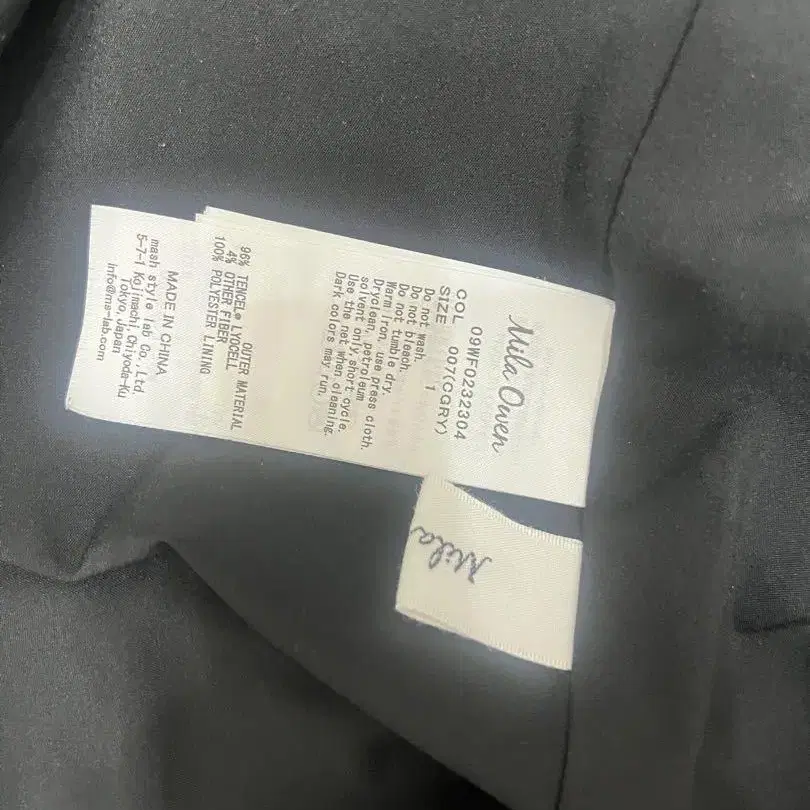 Mila Owen
09WF0232304
COL 007(CGRY)
SIZE 1
Do not wash.
Do not bleach.
Do not tumble dry.
Warm iron, use press cloth.
Dryclean, petroleum
solvent only,short cycle.
Use the net when cleaning.
Dark colors may run.
OUTER MATERIAL
96% TENCEL® LYOCELL
4% OTHER FIBER
100% POLYESTER LINING
MADE IN CHINA
mash style lab Co.,Ltd.
5-7-1 Kojimachi,Chiyoda-Ku
Tokyo,Japan
info@ms-lab.com
Mila